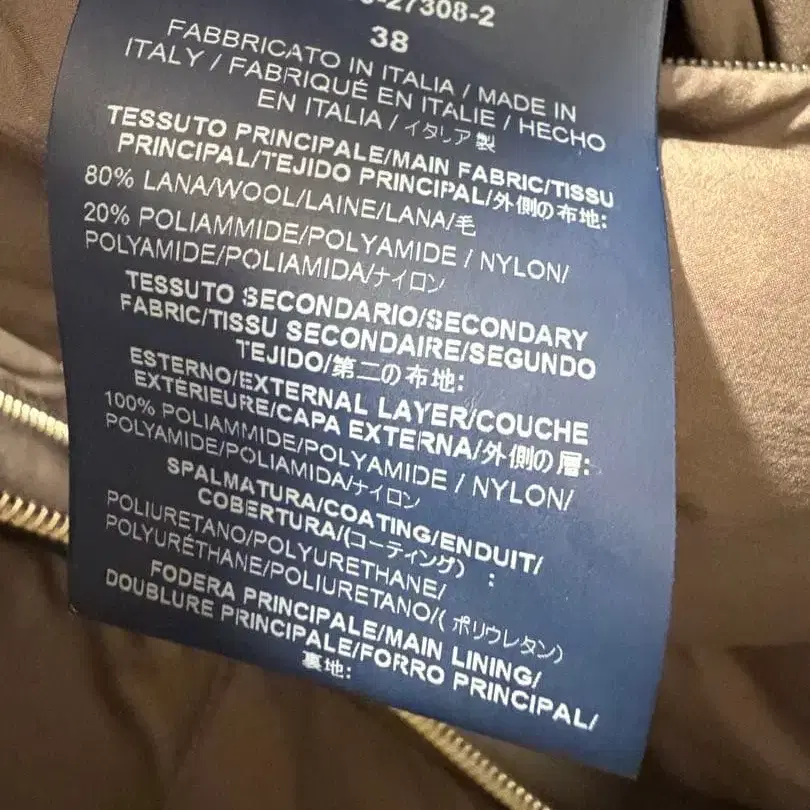 -27308-2
38
FABBRICATO IN ITALIA / MADE IN
ITALY / FABRIQUÉ EN ITALIE / HECHO
EN ITALIA / イタリア製
TESSUTO PRINCIPALE/MAIN FABRIC/TISSU
PRINCIPAL/TEJIDO PRINCIPAL/外側の布地:
80% LANA/WOOL/LAINE/LANA/毛
20% POLIAMMIDE/POLYAMIDE / NYLON/
POLYAMIDE/POLIAMIDA/ナイロン
TESSUTO SECONDARIO/SECONDARY
FABRIC/TISSU SECONDAIRE/SEGUNDO
TEJIDO/第二の布地:
ESTERNO/EXTERNAL LAYER/COUCHE
EXTÉRIEURE/CAPA EXTERNA/外側の層:
100% POLIAMMIDE/POLYAMIDE / NYLON/
POLYAMIDE/POLIAMIDA/ナイロン
SPALMATURA/COATING/ENDUIT/
COBERTURA/(コーティング) :
POLIURETANO/POLYURETHANE/
POLYURÉTHANE/POLIURETANO/( ポリウレタン)
FODERA PRINCIPALE/MAIN LINING/
DOUBLURE PRINCIPALE/FORRO PRINCIPAL/
裏地: